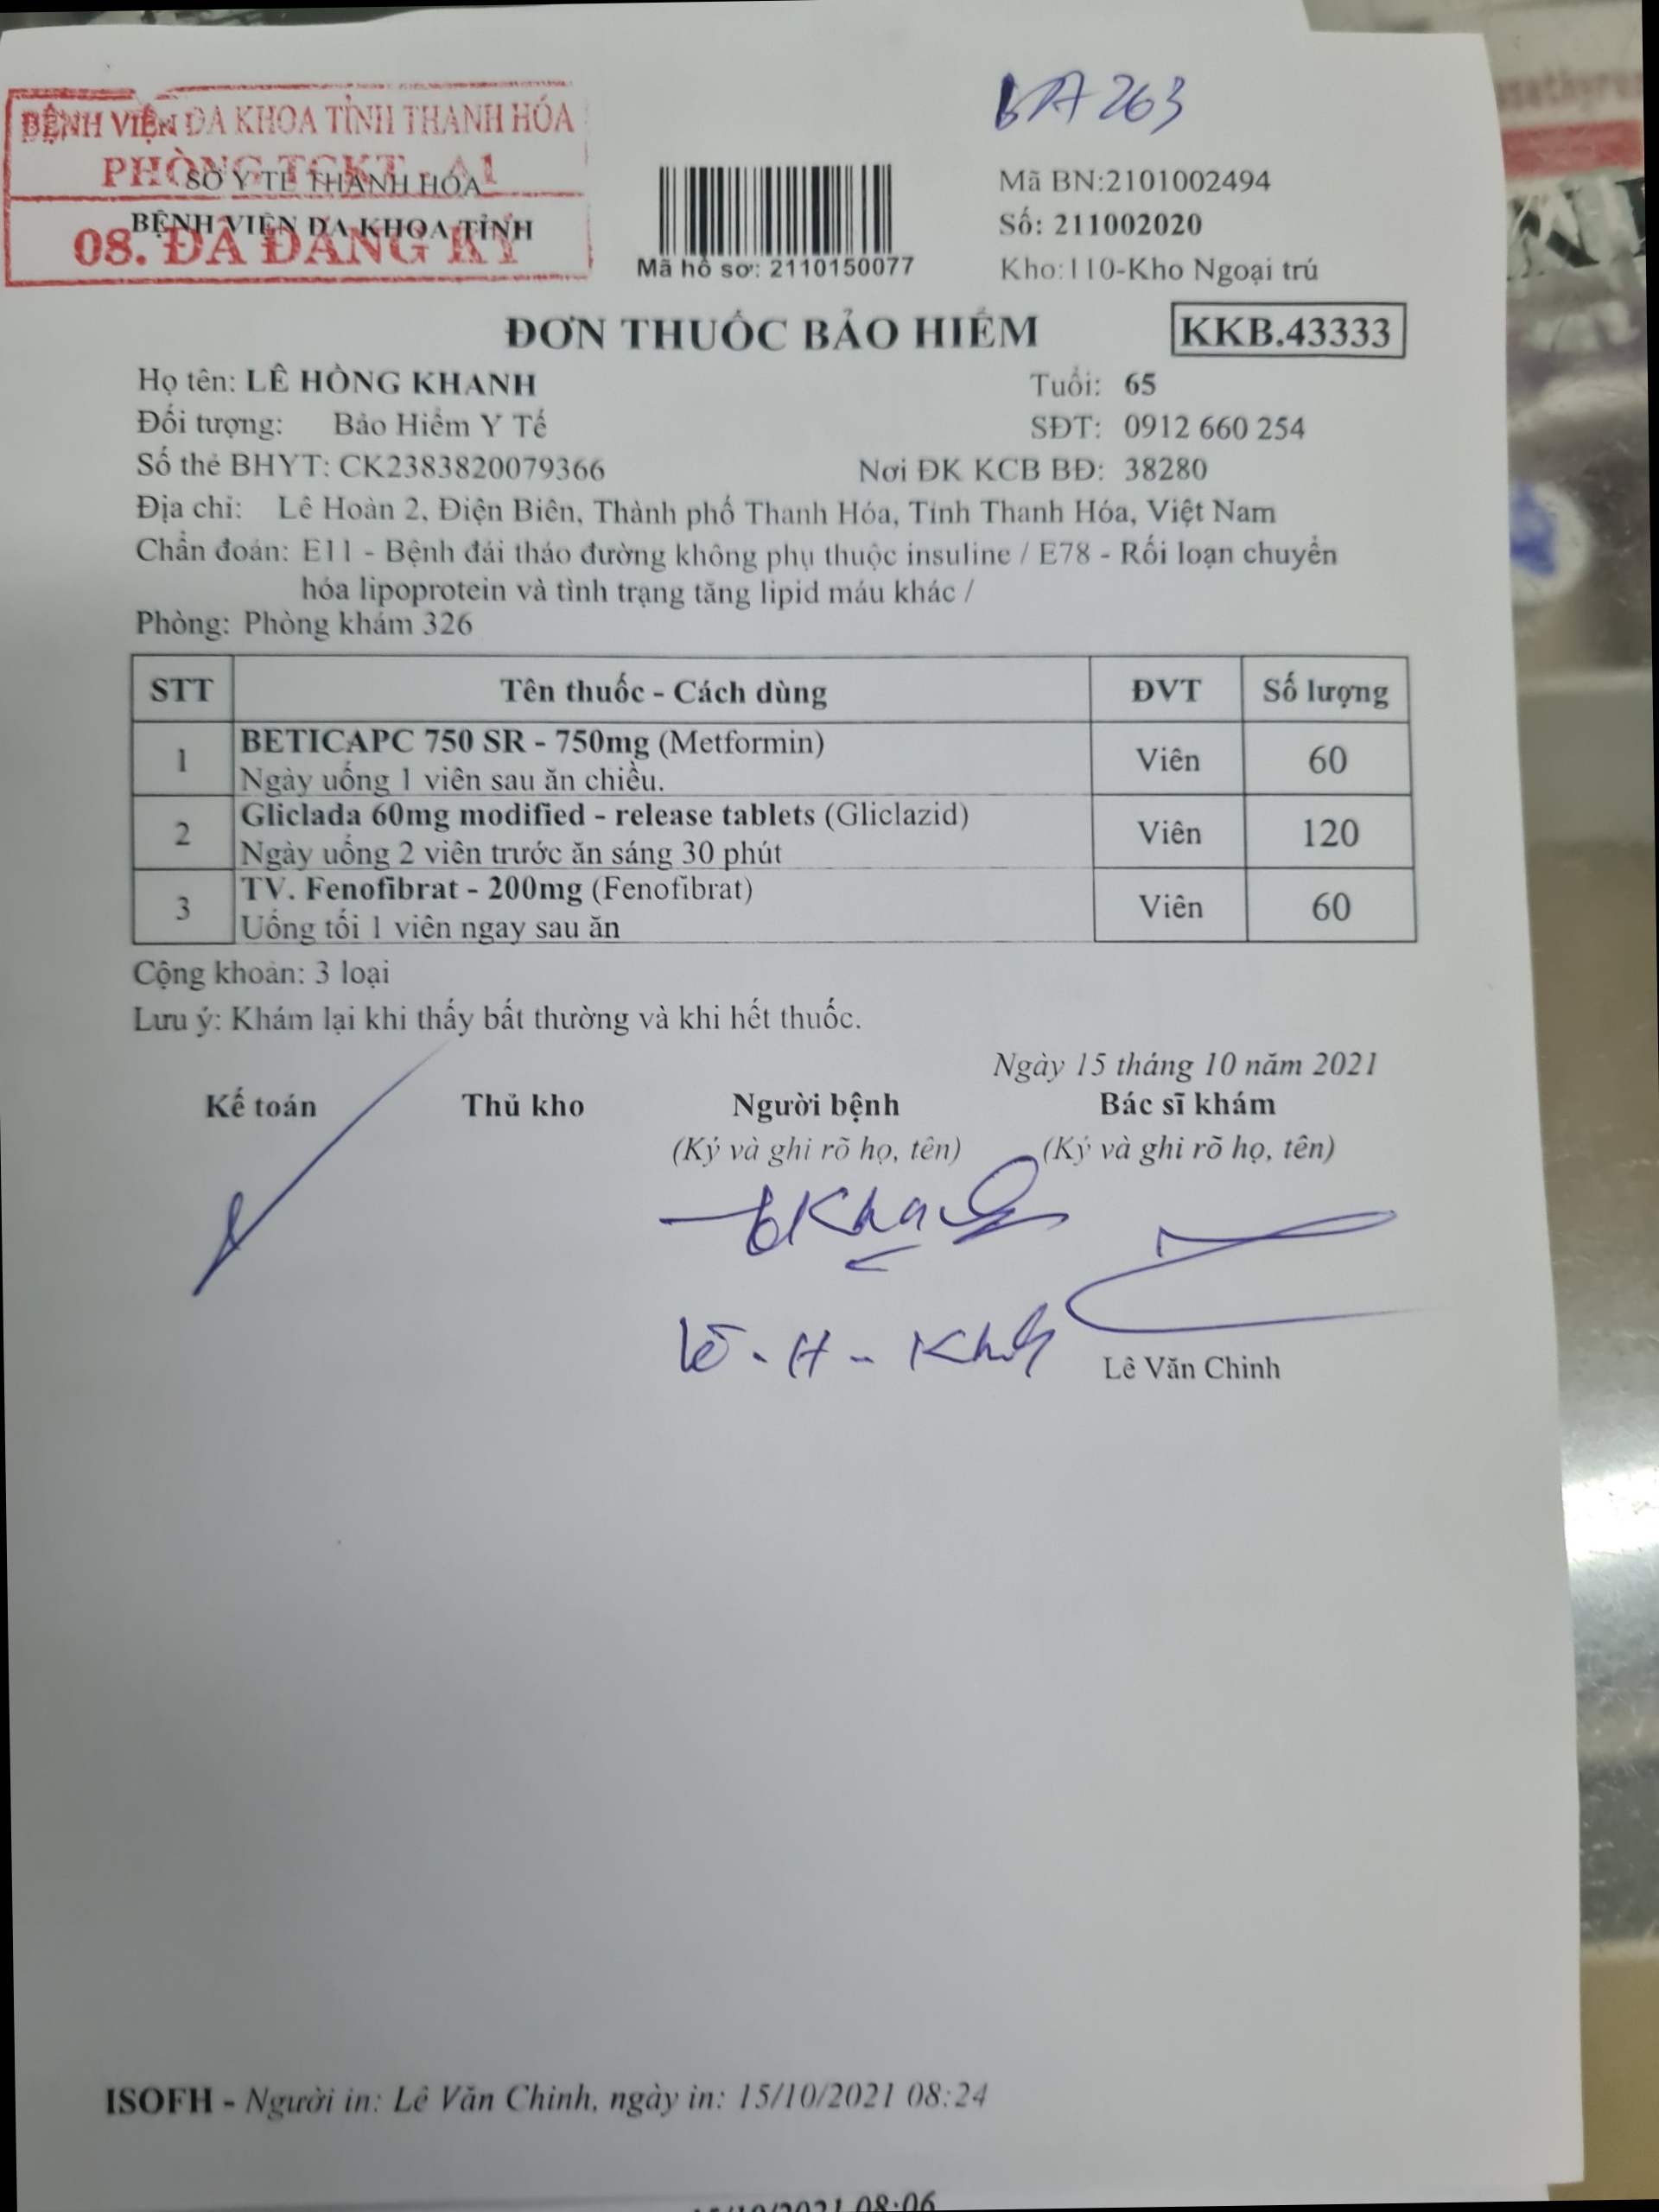 BA 263
BỆNH VIỆN ĐA KHOA TỈNH THANH HÓA
PHÒNG TCKT - A1
08. ĐÃ ĐĂNG KÝ
SỞ Y TẾ THANH HÓA
BỆNH VIỆN ĐA KHOA TỈNH
Mã hồ sơ: 2110150077
Mã BN:2101002494
Số: 211002020
Kho:110-Kho Ngoại trú
ĐƠN THUỐC BẢO HIỂM
KKB.43333
Họ tên: LÊ HỒNG KHANH Tuổi: 65
Đối tượng: Bảo Hiểm Y Tế SĐT: 0912 660 254
Số thẻ BHYT: CK2383820079366 Nơi ĐK KCB BĐ: 38280
Địa chỉ: Lê Hoàn 2, Điện Biên, Thành phố Thanh Hóa, Tỉnh Thanh Hóa, Việt Nam
Chẩn đoán: E11 - Bệnh đái tháo đường không phụ thuộc insuline / E78 - Rối loạn chuyển
hóa lipoprotein và tình trạng tăng lipid máu khác /
Phòng: Phòng khám 326
STT Tên thuốc - Cách dùng ĐVT Số lượng
1 BETICAPC 750 SR - 750mg (Metformin) Viên 60
Ngày uống 1 viên sau ăn chiều.
2 Gliclada 60mg modified - release tablets (Gliclazid) Viên 120
Ngày uống 2 viên trước ăn sáng 30 phút
3 TV. Fenofibrat - 200mg (Fenofibrat) Viên 60
Uống tối 1 viên ngay sau ăn
Cộng khoản: 3 loại
Lưu ý: Khám lại khi thấy bất thường và khi hết thuốc.
Ngày 15 tháng 10 năm 2021
Kế toán Thủ kho Người bệnh Bác sĩ khám
(Ký và ghi rõ họ, tên) (Ký và ghi rõ họ, tên)
Lê - H - Khanh
Lê Văn Chinh
ISOFH - Người in: Lê Văn Chinh, ngày in: 15/10/2021 08:24
15/10/2021 08:06